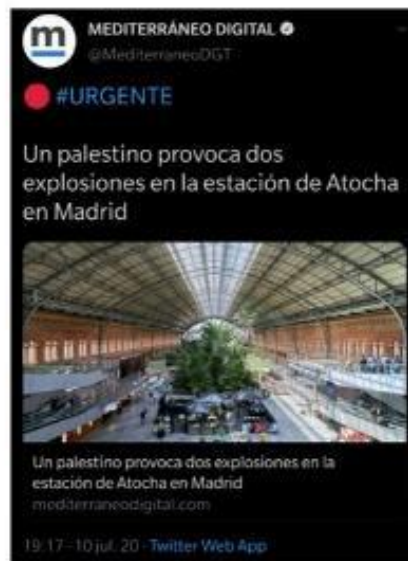 m
MEDITERRÁNEO DIGITAL
@MediterraneoDGT
#URGENTE
Un palestino provoca dos
explosiones en la estación de Atocha
en Madrid
Un palestino provoca dos explosiones en la
estación de Atocha en Madrid
mediterraneodigital.com
19:17 · 10 jul. 20 · Twitter Web App